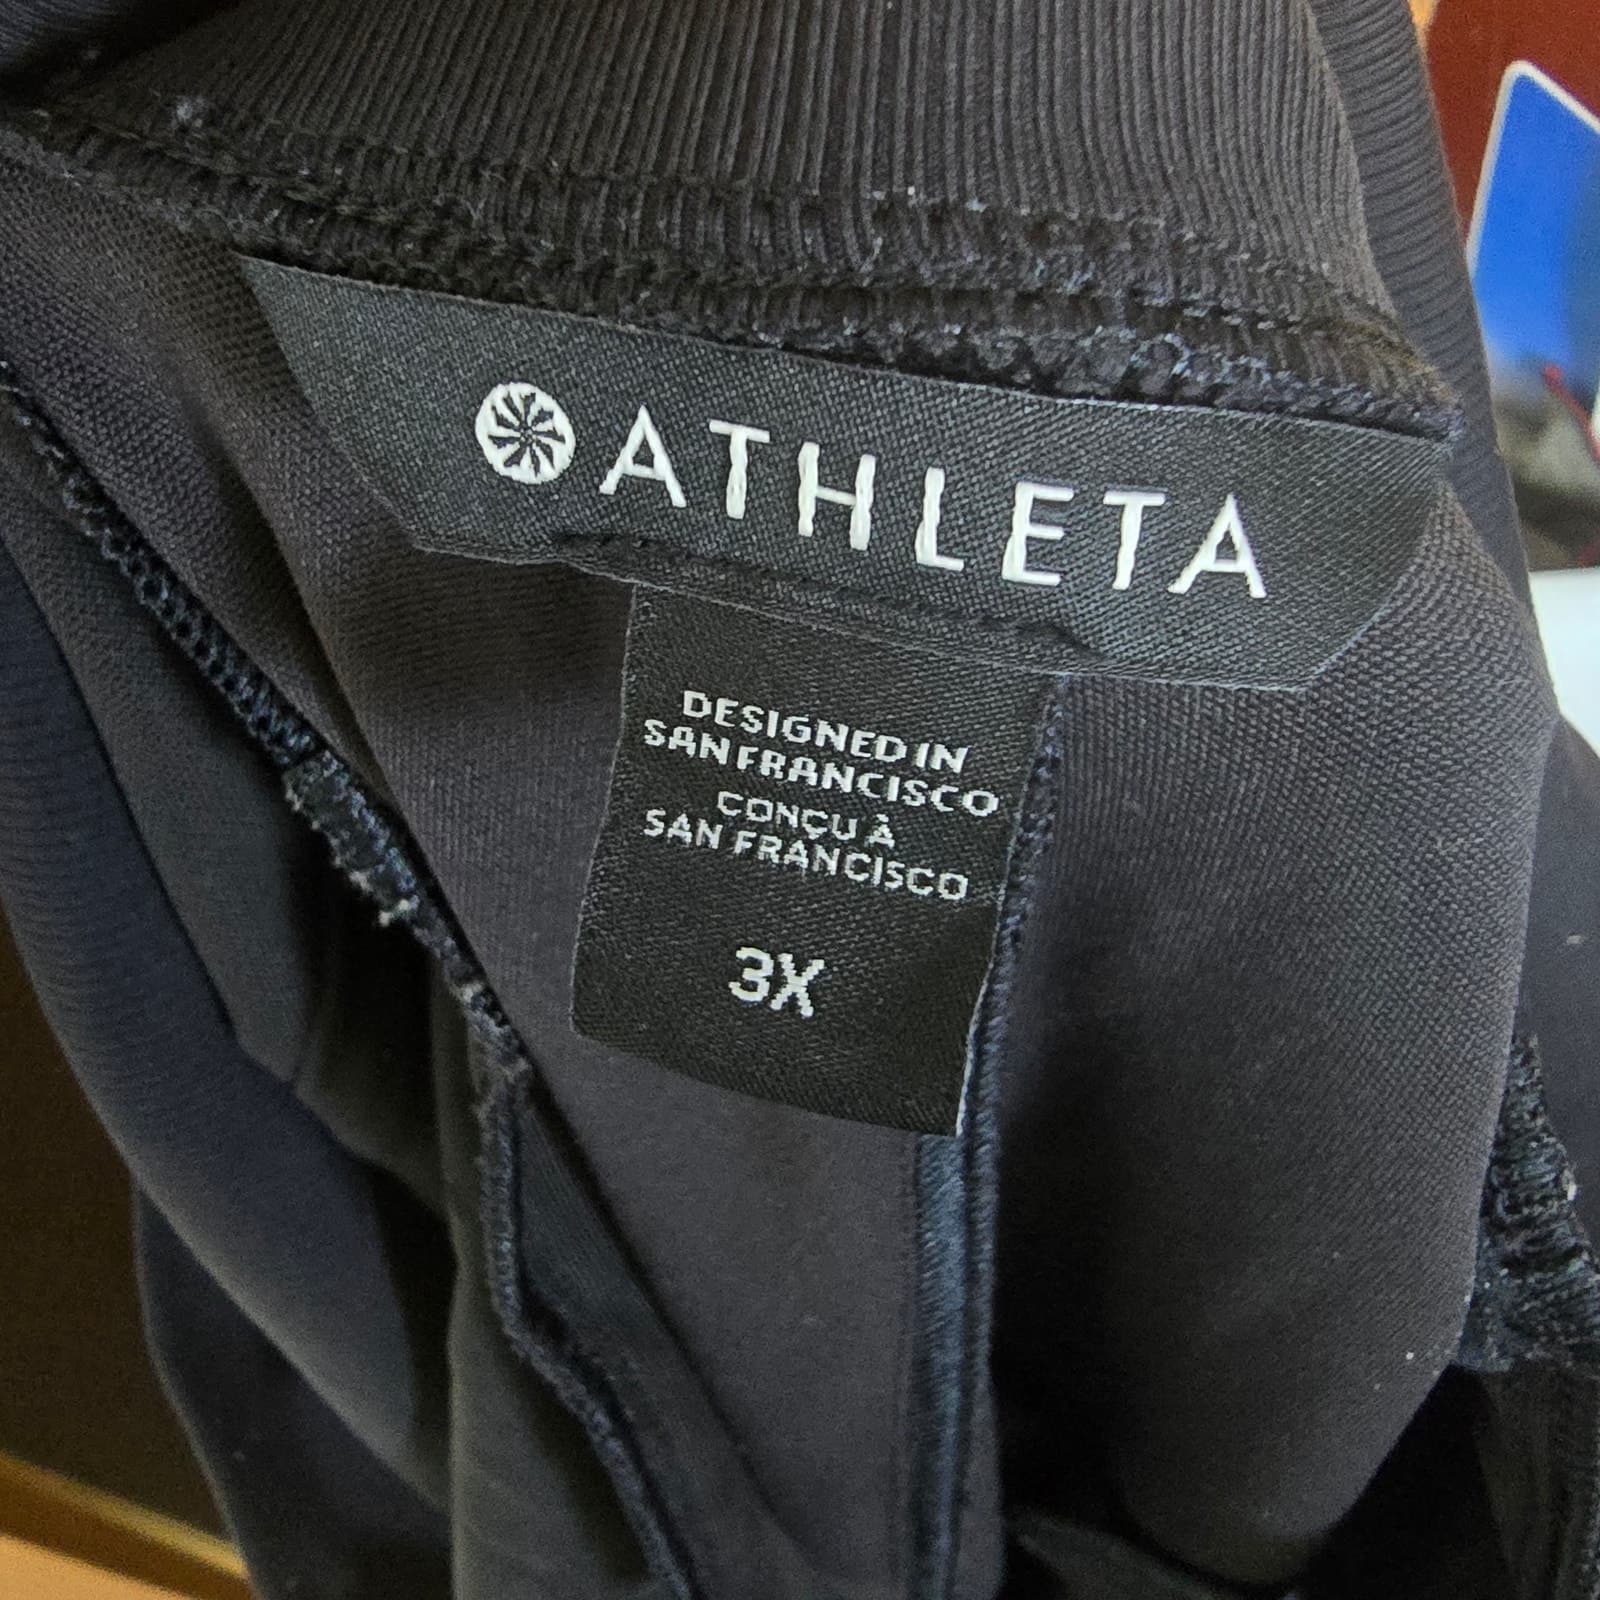 ATHLETA
DESIGNED IN
SAN FRANCISCO
CONÇU À
SAN FRANCISCO
3X